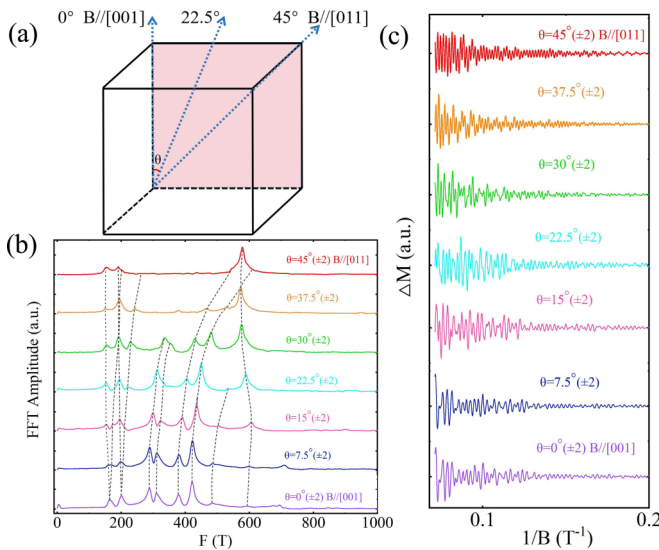 (a)
0° B//[001]
22.5°
45° B//[011]
θ
(b)
FFT Amplitude (a.u.)
θ=45°(±2) B//[011]
θ=37.5°(±2)
θ=30°(±2)
θ=22.5°(±2)
θ=15°(±2)
θ=7.5°(±2)
θ=0°(±2) B//[001]
0 200 400 600 800 1000
F (T)
(c)
ΔM (a.u.)
θ=45°(±2) B//[011]
θ=37.5°(±2)
θ=30°(±2)
θ=22.5°(±2)
θ=15°(±2)
θ=7.5°(±2)
θ=0°(±2) B//[001]
0.1 0.2
1/B (T⁻¹)